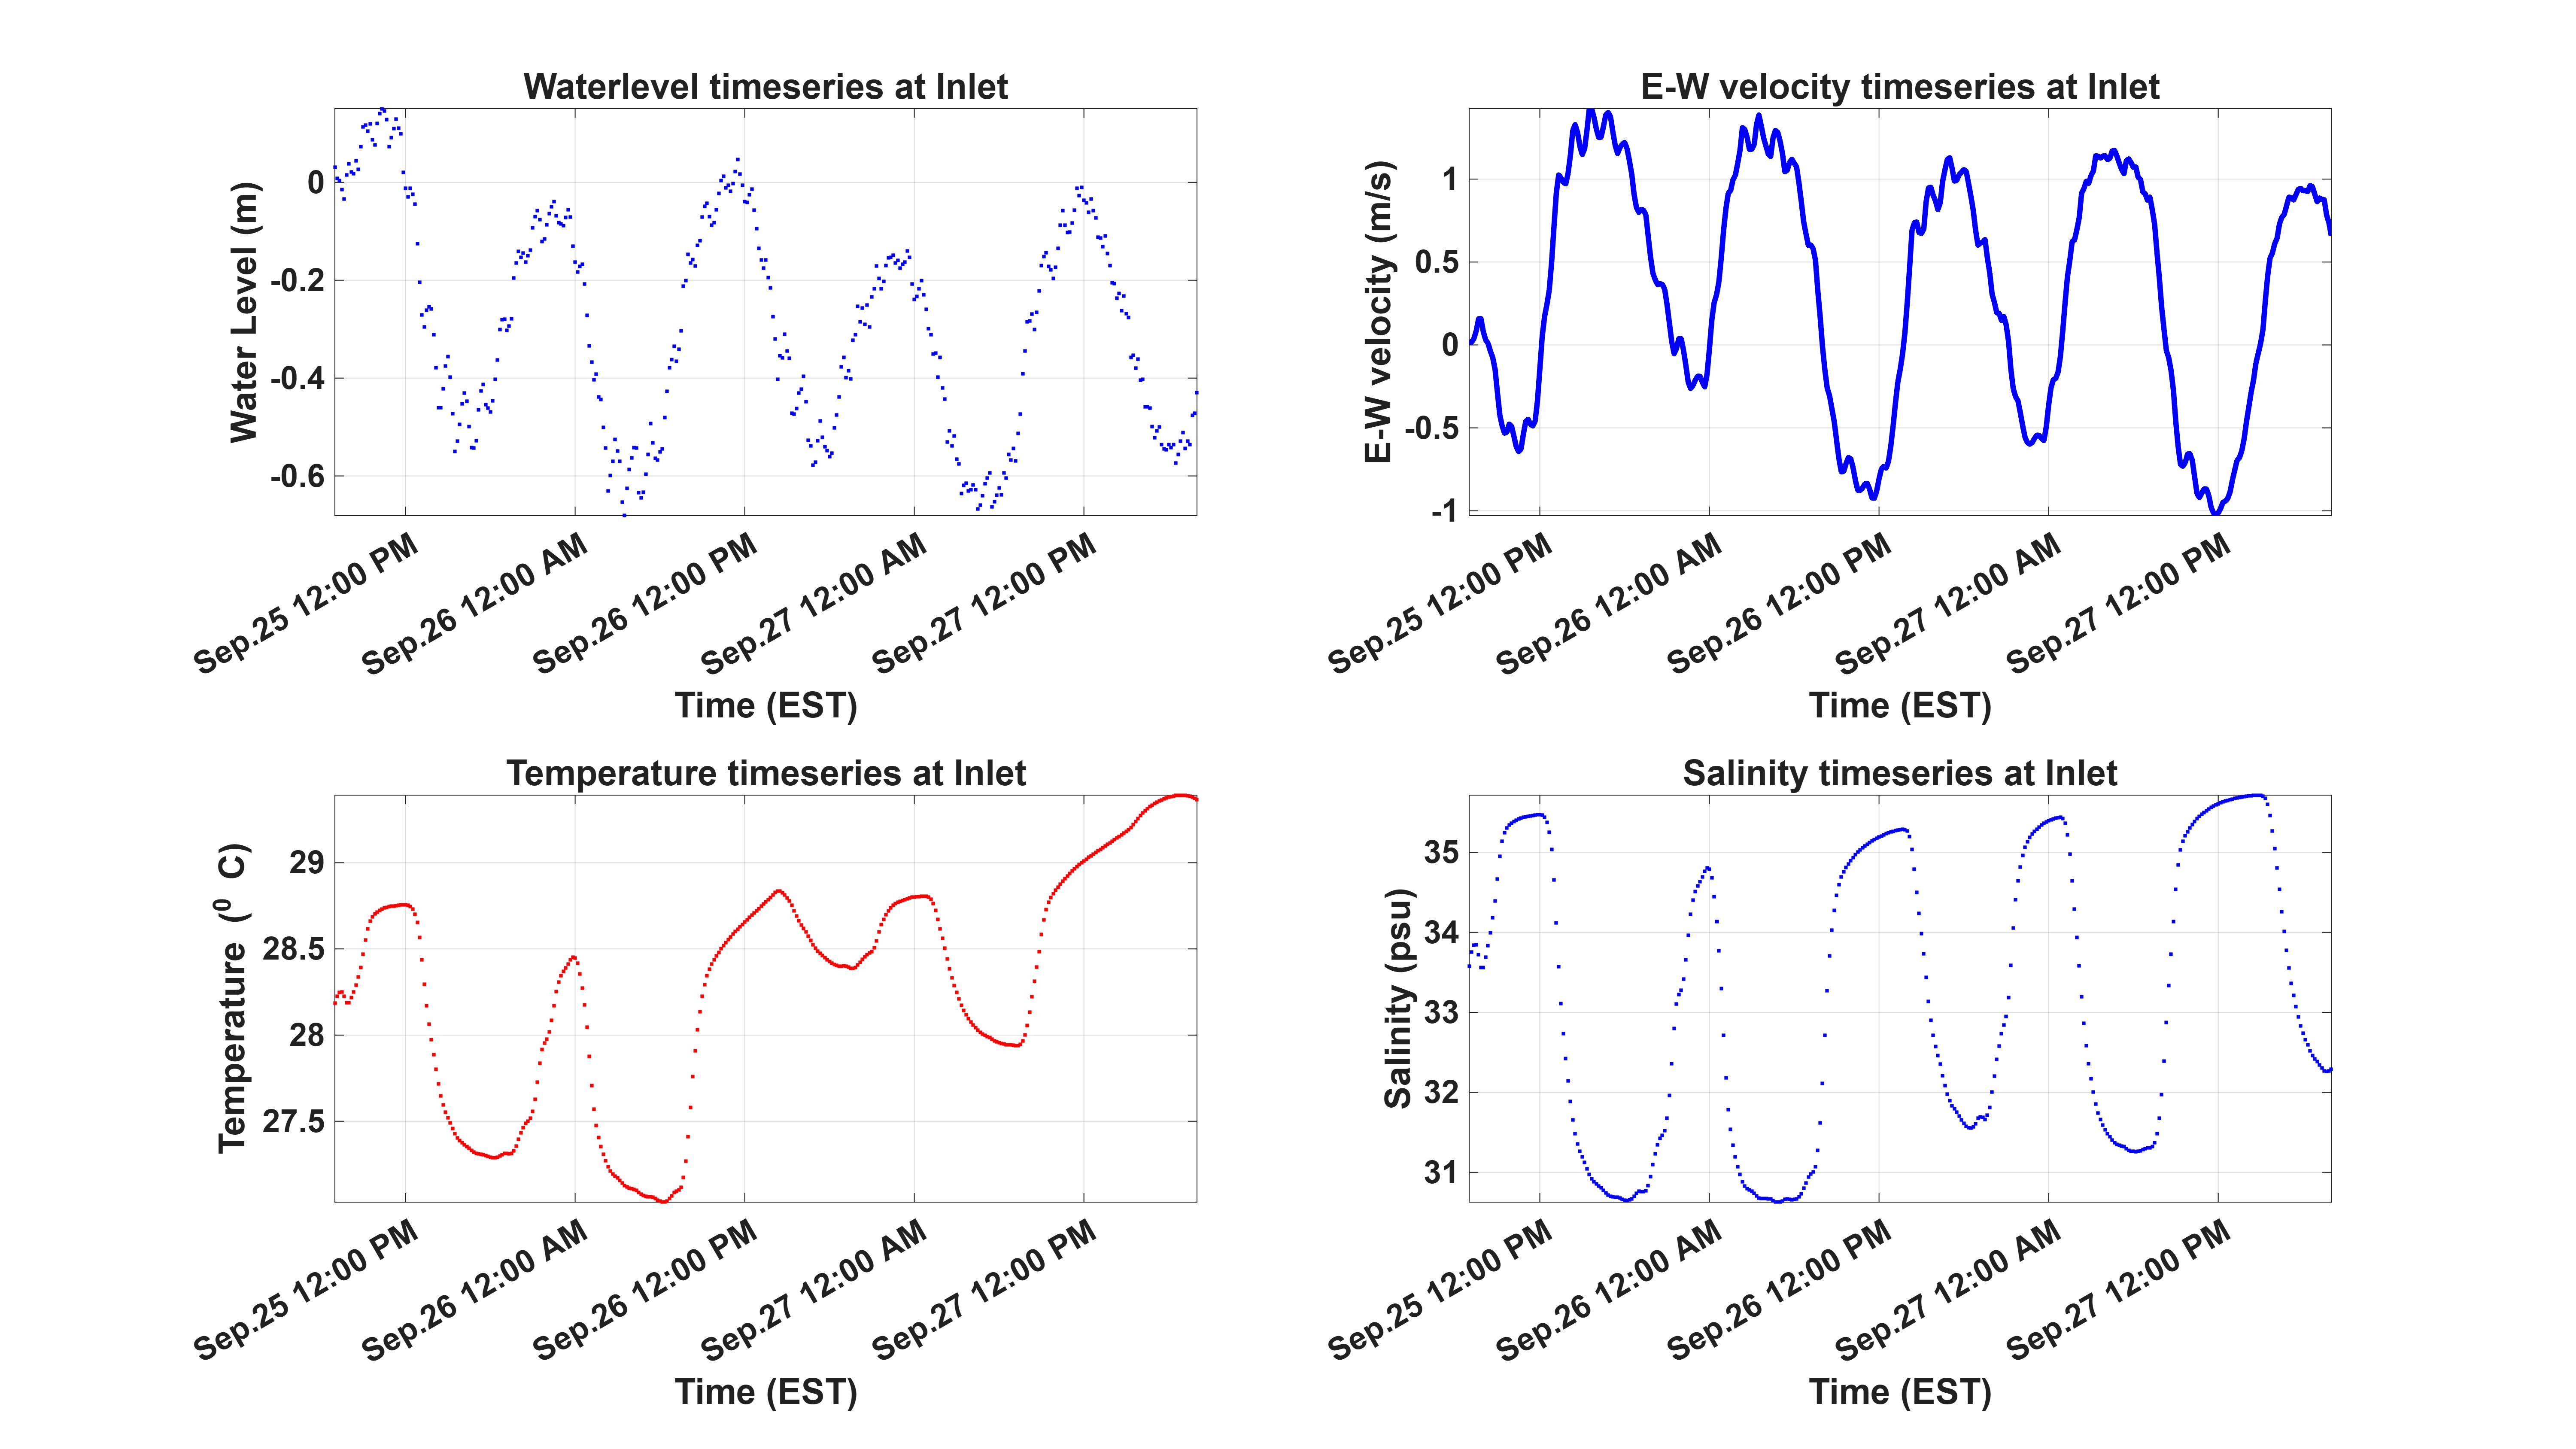 Waterlevel timeseries at Inlet
Water Level (m)
0
-0.2
-0.4
-0.6
Sep.25 12:00 PM
Sep.26 12:00 AM
Sep.26 12:00 PM
Sep.27 12:00 AM
Sep.27 12:00 PM
Time (EST)
E-W velocity timeseries at Inlet
E-W velocity (m/s)
1
0.5
0
-0.5
-1
Sep.25 12:00 PM
Sep.26 12:00 AM
Sep.26 12:00 PM
Sep.27 12:00 AM
Sep.27 12:00 PM
Time (EST)
Temperature timeseries at Inlet
Temperature (⁰ C)
29
28.5
28
27.5
Sep.25 12:00 PM
Sep.26 12:00 AM
Sep.26 12:00 PM
Sep.27 12:00 AM
Sep.27 12:00 PM
Time (EST)
Salinity timeseries at Inlet
Salinity (psu)
35
34
33
32
31
Sep.25 12:00 PM
Sep.26 12:00 AM
Sep.26 12:00 PM
Sep.27 12:00 AM
Sep.27 12:00 PM
Time (EST)